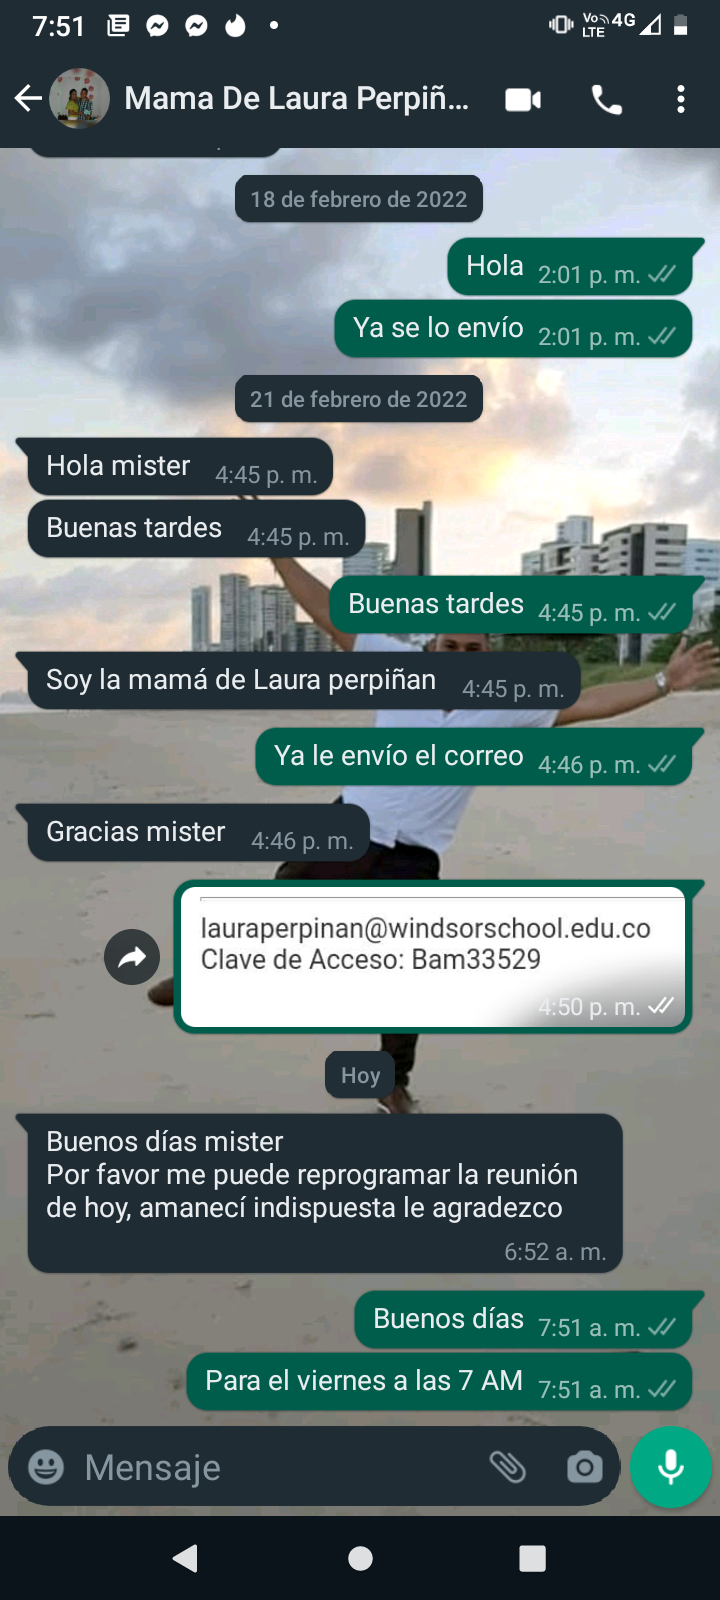 7:51
Vo LTE 4G
Mama De Laura Perpiñ...
18 de febrero de 2022
Hola 2:01 p. m.
Ya se lo envío 2:01 p. m.
21 de febrero de 2022
Hola mister 4:45 p. m.
Buenas tardes 4:45 p. m.
Buenas tardes 4:45 p. m.
Soy la mamá de Laura perpiñan 4:45 p. m.
Ya le envío el correo 4:46 p. m.
Gracias mister 4:46 p. m.
lauraperpinan@windsorschool.edu.co
Clave de Acceso: Bam33529
4:50 p. m.
Hoy
Buenos días mister
Por favor me puede reprogramar la reunión
de hoy, amanecí indispuesta le agradezco
6:52 a. m.
Buenos días 7:51 a. m.
Para el viernes a las 7 AM 7:51 a. m.
Mensaje